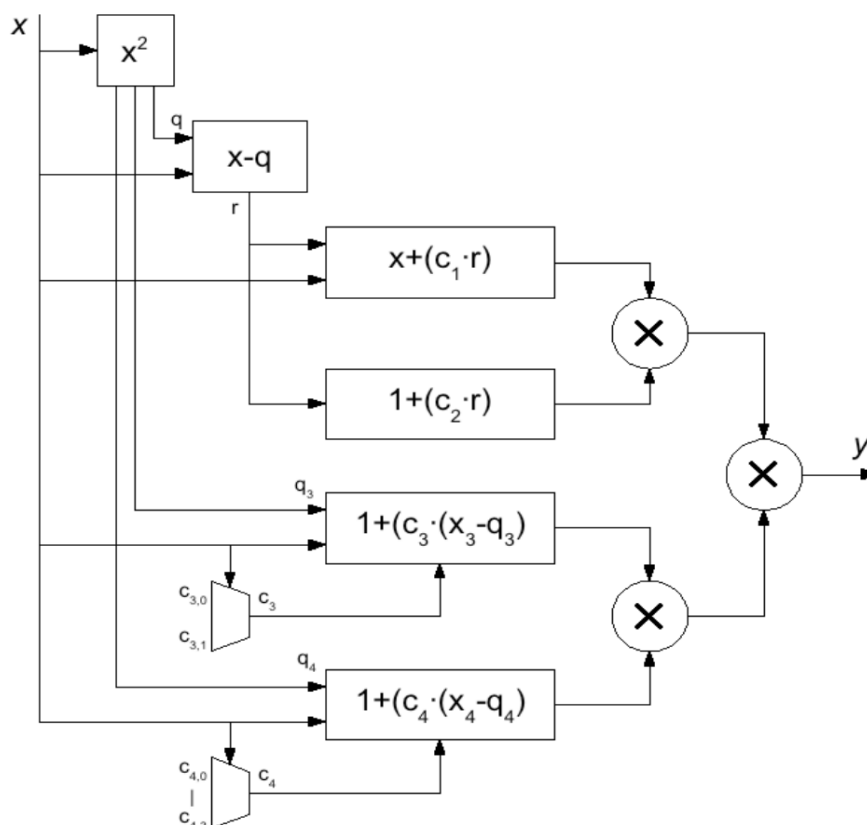 x
x²
q
x-q
r
x+(c₁·r)
1+(c₂·r)
y
q₃
1+(c₃·(x₃-q₃)
c₃,₀
c₃
c₃,₁
q₄
1+(c₄·(x₄-q₄)
c₄,₀
c₄
|